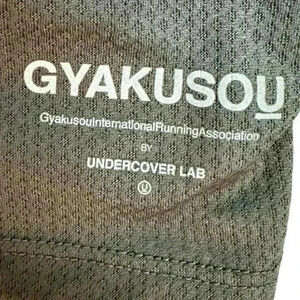 GYAKUSOU
GyakusouInternationalRunningAssociation
BY
UNDERCOVER LAB
U